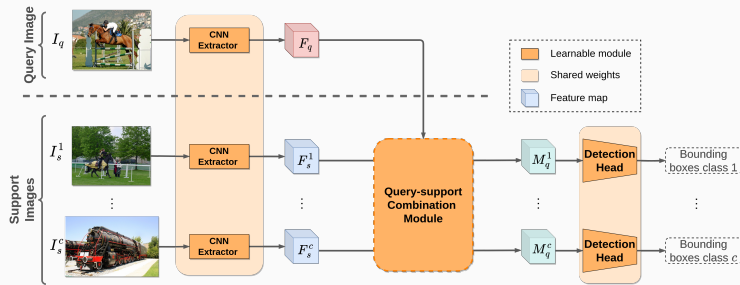 Query Image
I_q
CNN
Extractor
F_q
Learnable module
Shared weights
Feature map
Support
Images
I_s^1
CNN
Extractor
F_s^1
M_q^1
Detection
Head
Bounding
boxes class 1
⋮
⋮
⋮
⋮
Query-support
Combination
Module
I_s^c
CNN
Extractor
F_s^c
M_q^c
Detection
Head
Bounding
boxes class c